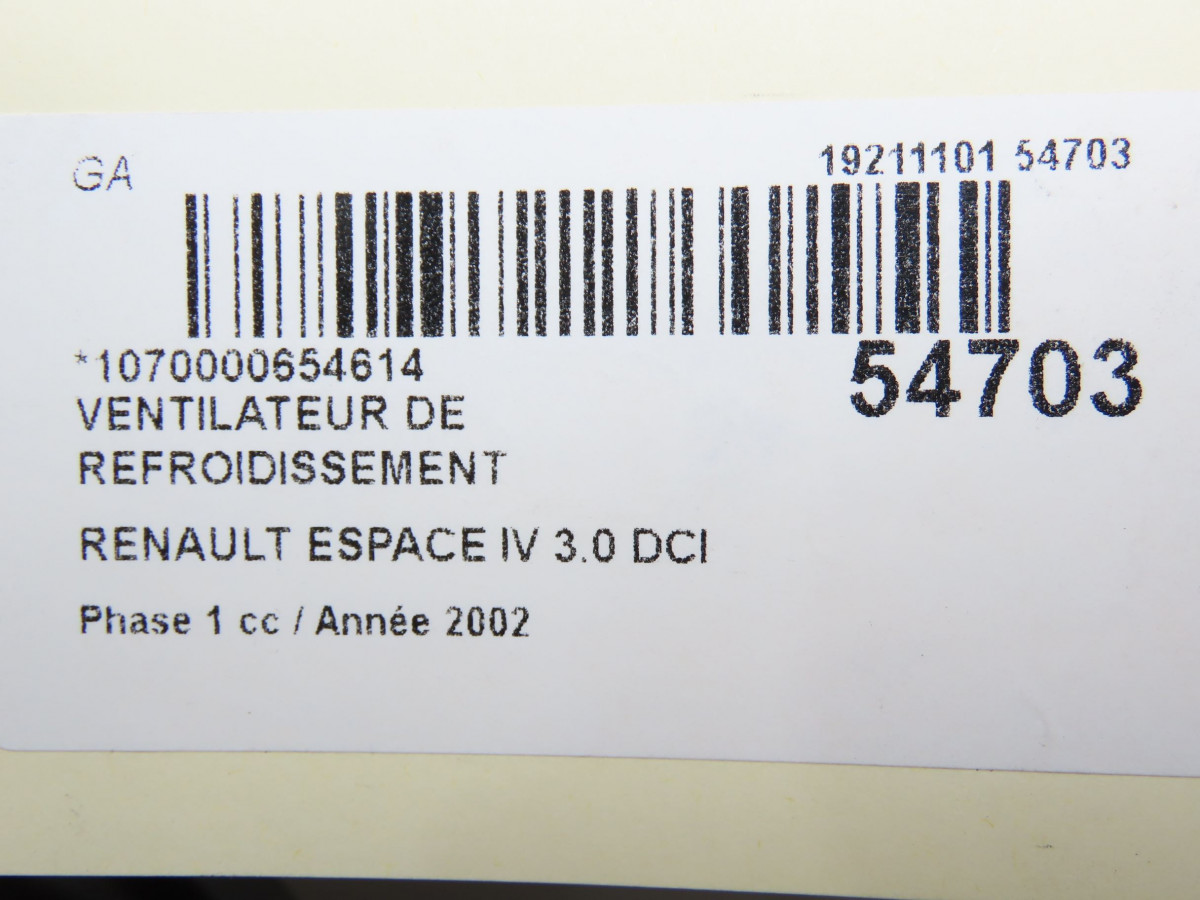 GA
19211101 54703
*1070000654614
54703
VENTILATEUR DE
REFROIDISSEMENT
RENAULT ESPACE IV 3.0 DCI
Phase 1 cc / Année 2002